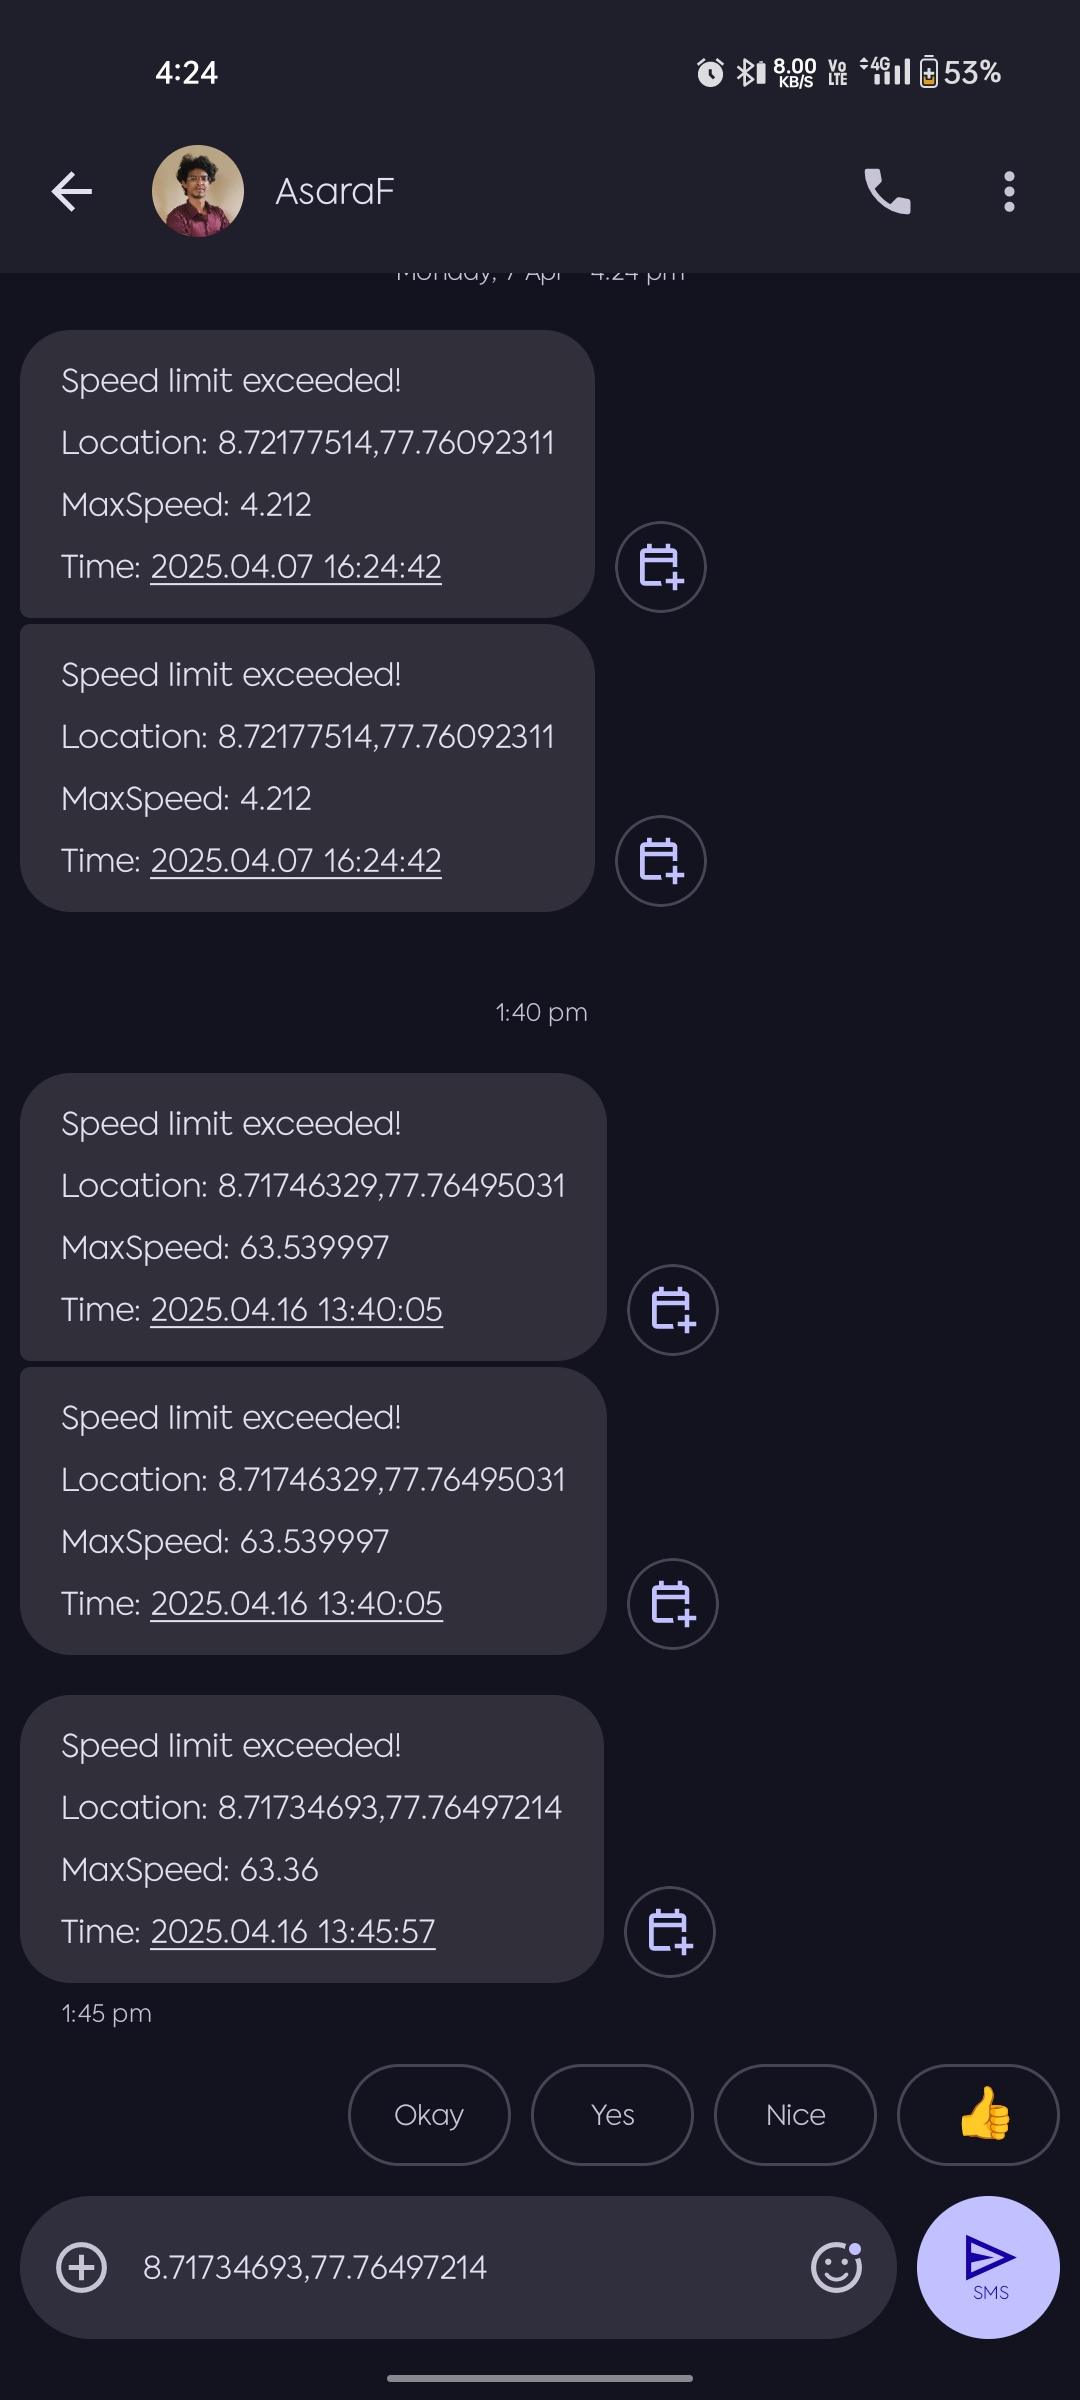 4:24
8.00
KB/S
Vo
LTE
4G
53%
AsaraF
Monday, 7 Apr 4:24 pm
Speed limit exceeded!
Location: 8.72177514,77.76092311
MaxSpeed: 4.212
Time: 2025.04.07 16:24:42
Speed limit exceeded!
Location: 8.72177514,77.76092311
MaxSpeed: 4.212
Time: 2025.04.07 16:24:42
1:40 pm
Speed limit exceeded!
Location: 8.71746329,77.76495031
MaxSpeed: 63.539997
Time: 2025.04.16 13:40:05
Speed limit exceeded!
Location: 8.71746329,77.76495031
MaxSpeed: 63.539997
Time: 2025.04.16 13:40:05
Speed limit exceeded!
Location: 8.71734693,77.76497214
MaxSpeed: 63.36
Time: 2025.04.16 13:45:57
1:45 pm
Okay
Yes
Nice
8.71734693,77.76497214
SMS